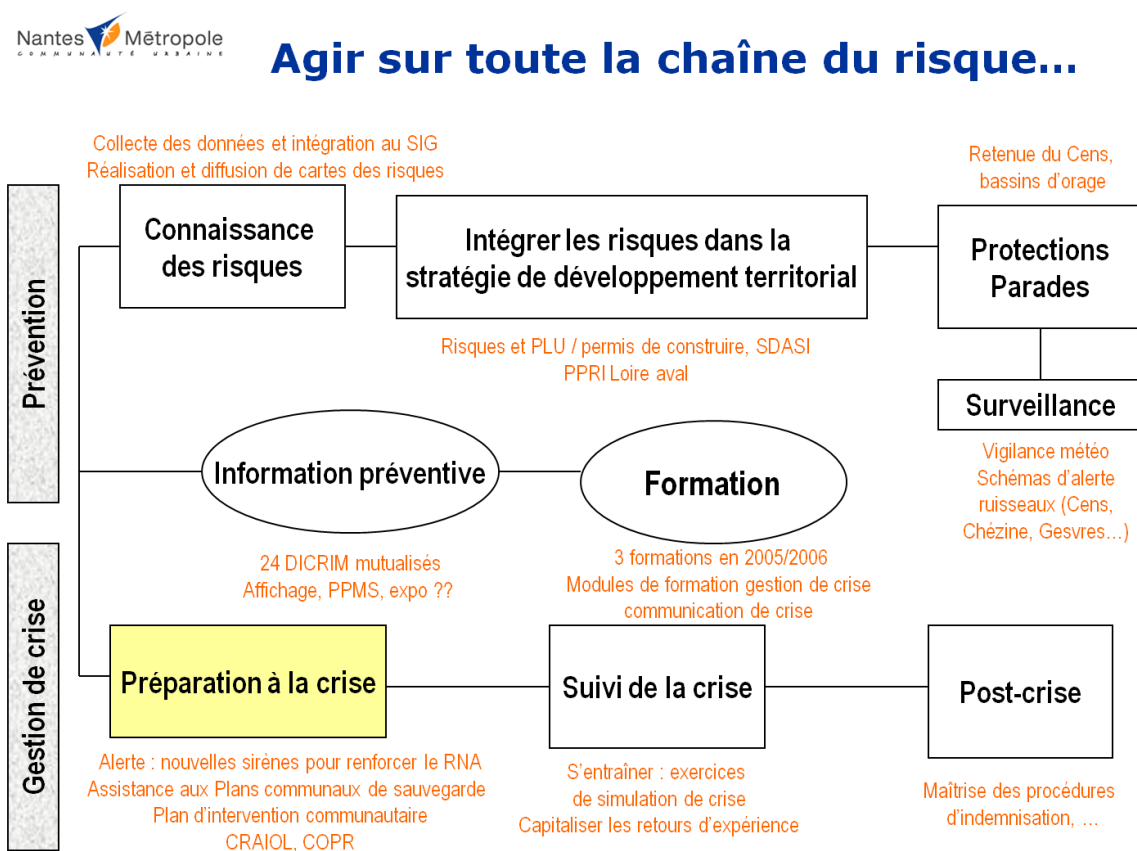 Nantes Métropole
COMMUNAUTÉ URBAINE
Agir sur toute la chaîne du risque…
Collecte des données et intégration au SIG
Réalisation et diffusion de cartes des risques
Retenue du Cens,
bassins d'orage
Prévention
Connaissance
des risques
Intégrer les risques dans la
stratégie de développement territorial
Protections
Parades
Risques et PLU / permis de construire, SDASI
PPRI Loire aval
Surveillance
Vigilance météo
Schémas d'alerte
ruisseaux (Cens,
Chézine, Gesvres…)
Information préventive
Formation
24 DICRIM mutualisés
Affichage, PPMS, expo ??
3 formations en 2005/2006
Modules de formation gestion de crise
communication de crise
Gestion de crise
Préparation à la crise
Suivi de la crise
Post-crise
Alerte : nouvelles sirènes pour renforcer le RNA
Assistance aux Plans communaux de sauvegarde
Plan d'intervention communautaire
CRAIOL, COPR
S'entraîner : exercices
de simulation de crise
Capitaliser les retours d'expérience
Maîtrise des procédures
d'indemnisation, …